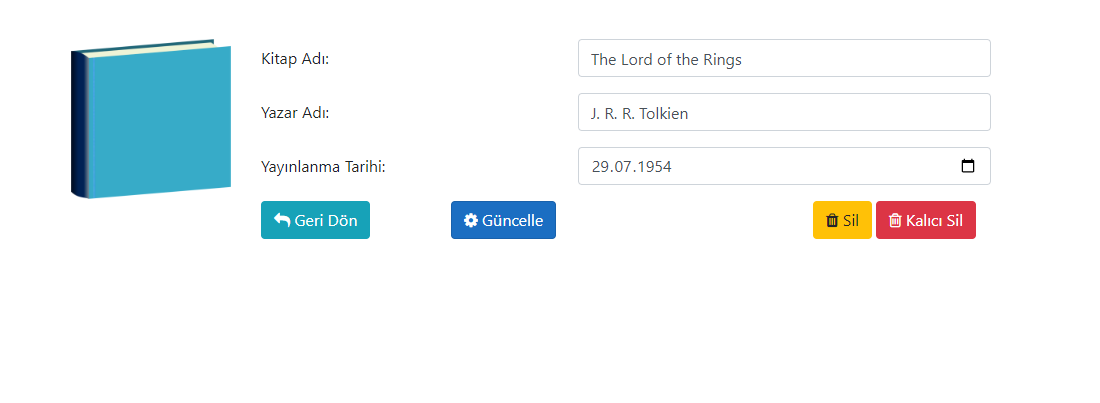 Kitap Adı: The Lord of the Rings
Yazar Adı: J. R. R. Tolkien
Yayınlanma Tarihi: 29.07.1954
Geri Dön Güncelle Sil Kalıcı Sil